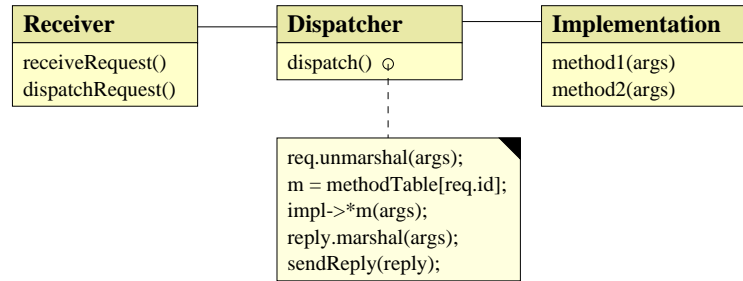 Receiver
receiveRequest()
dispatchRequest()
Dispatcher
dispatch()
Implementation
method1(args)
method2(args)
req.unmarshal(args);
m = methodTable[req.id];
impl->*m(args);
reply.marshal(args);
sendReply(reply);